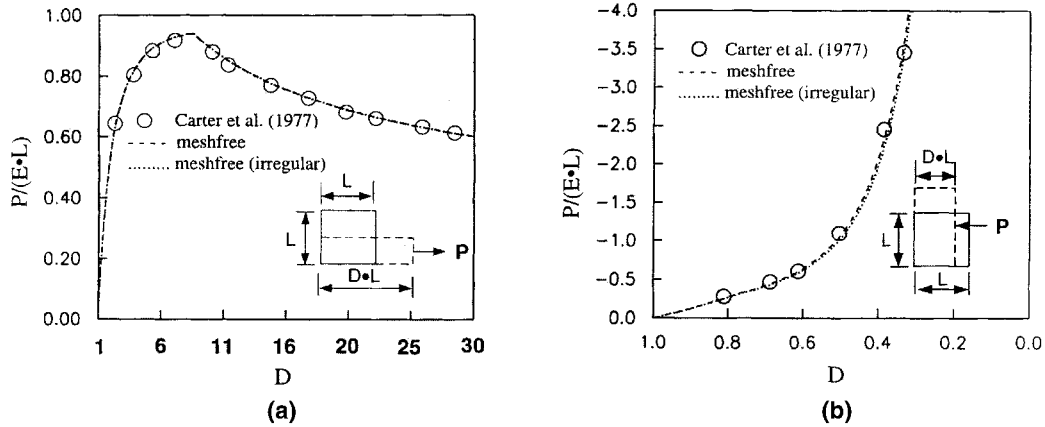 1.00
0.80
0.60
0.40
0.20
0.00
P/(E•L)
Carter et al. (1977)
meshfree
meshfree (irregular)
L
L
P
D•L
1 6 11 16 20 25 30
D
(a)
-4.0
-3.5
-3.0
-2.5
-2.0
-1.5
-1.0
-0.5
0.0
P/(E•L)
Carter et al. (1977)
meshfree
meshfree (irregular)
D•L
L
P
L
1.0 0.8 0.6 0.4 0.2 0.0
D
(b)